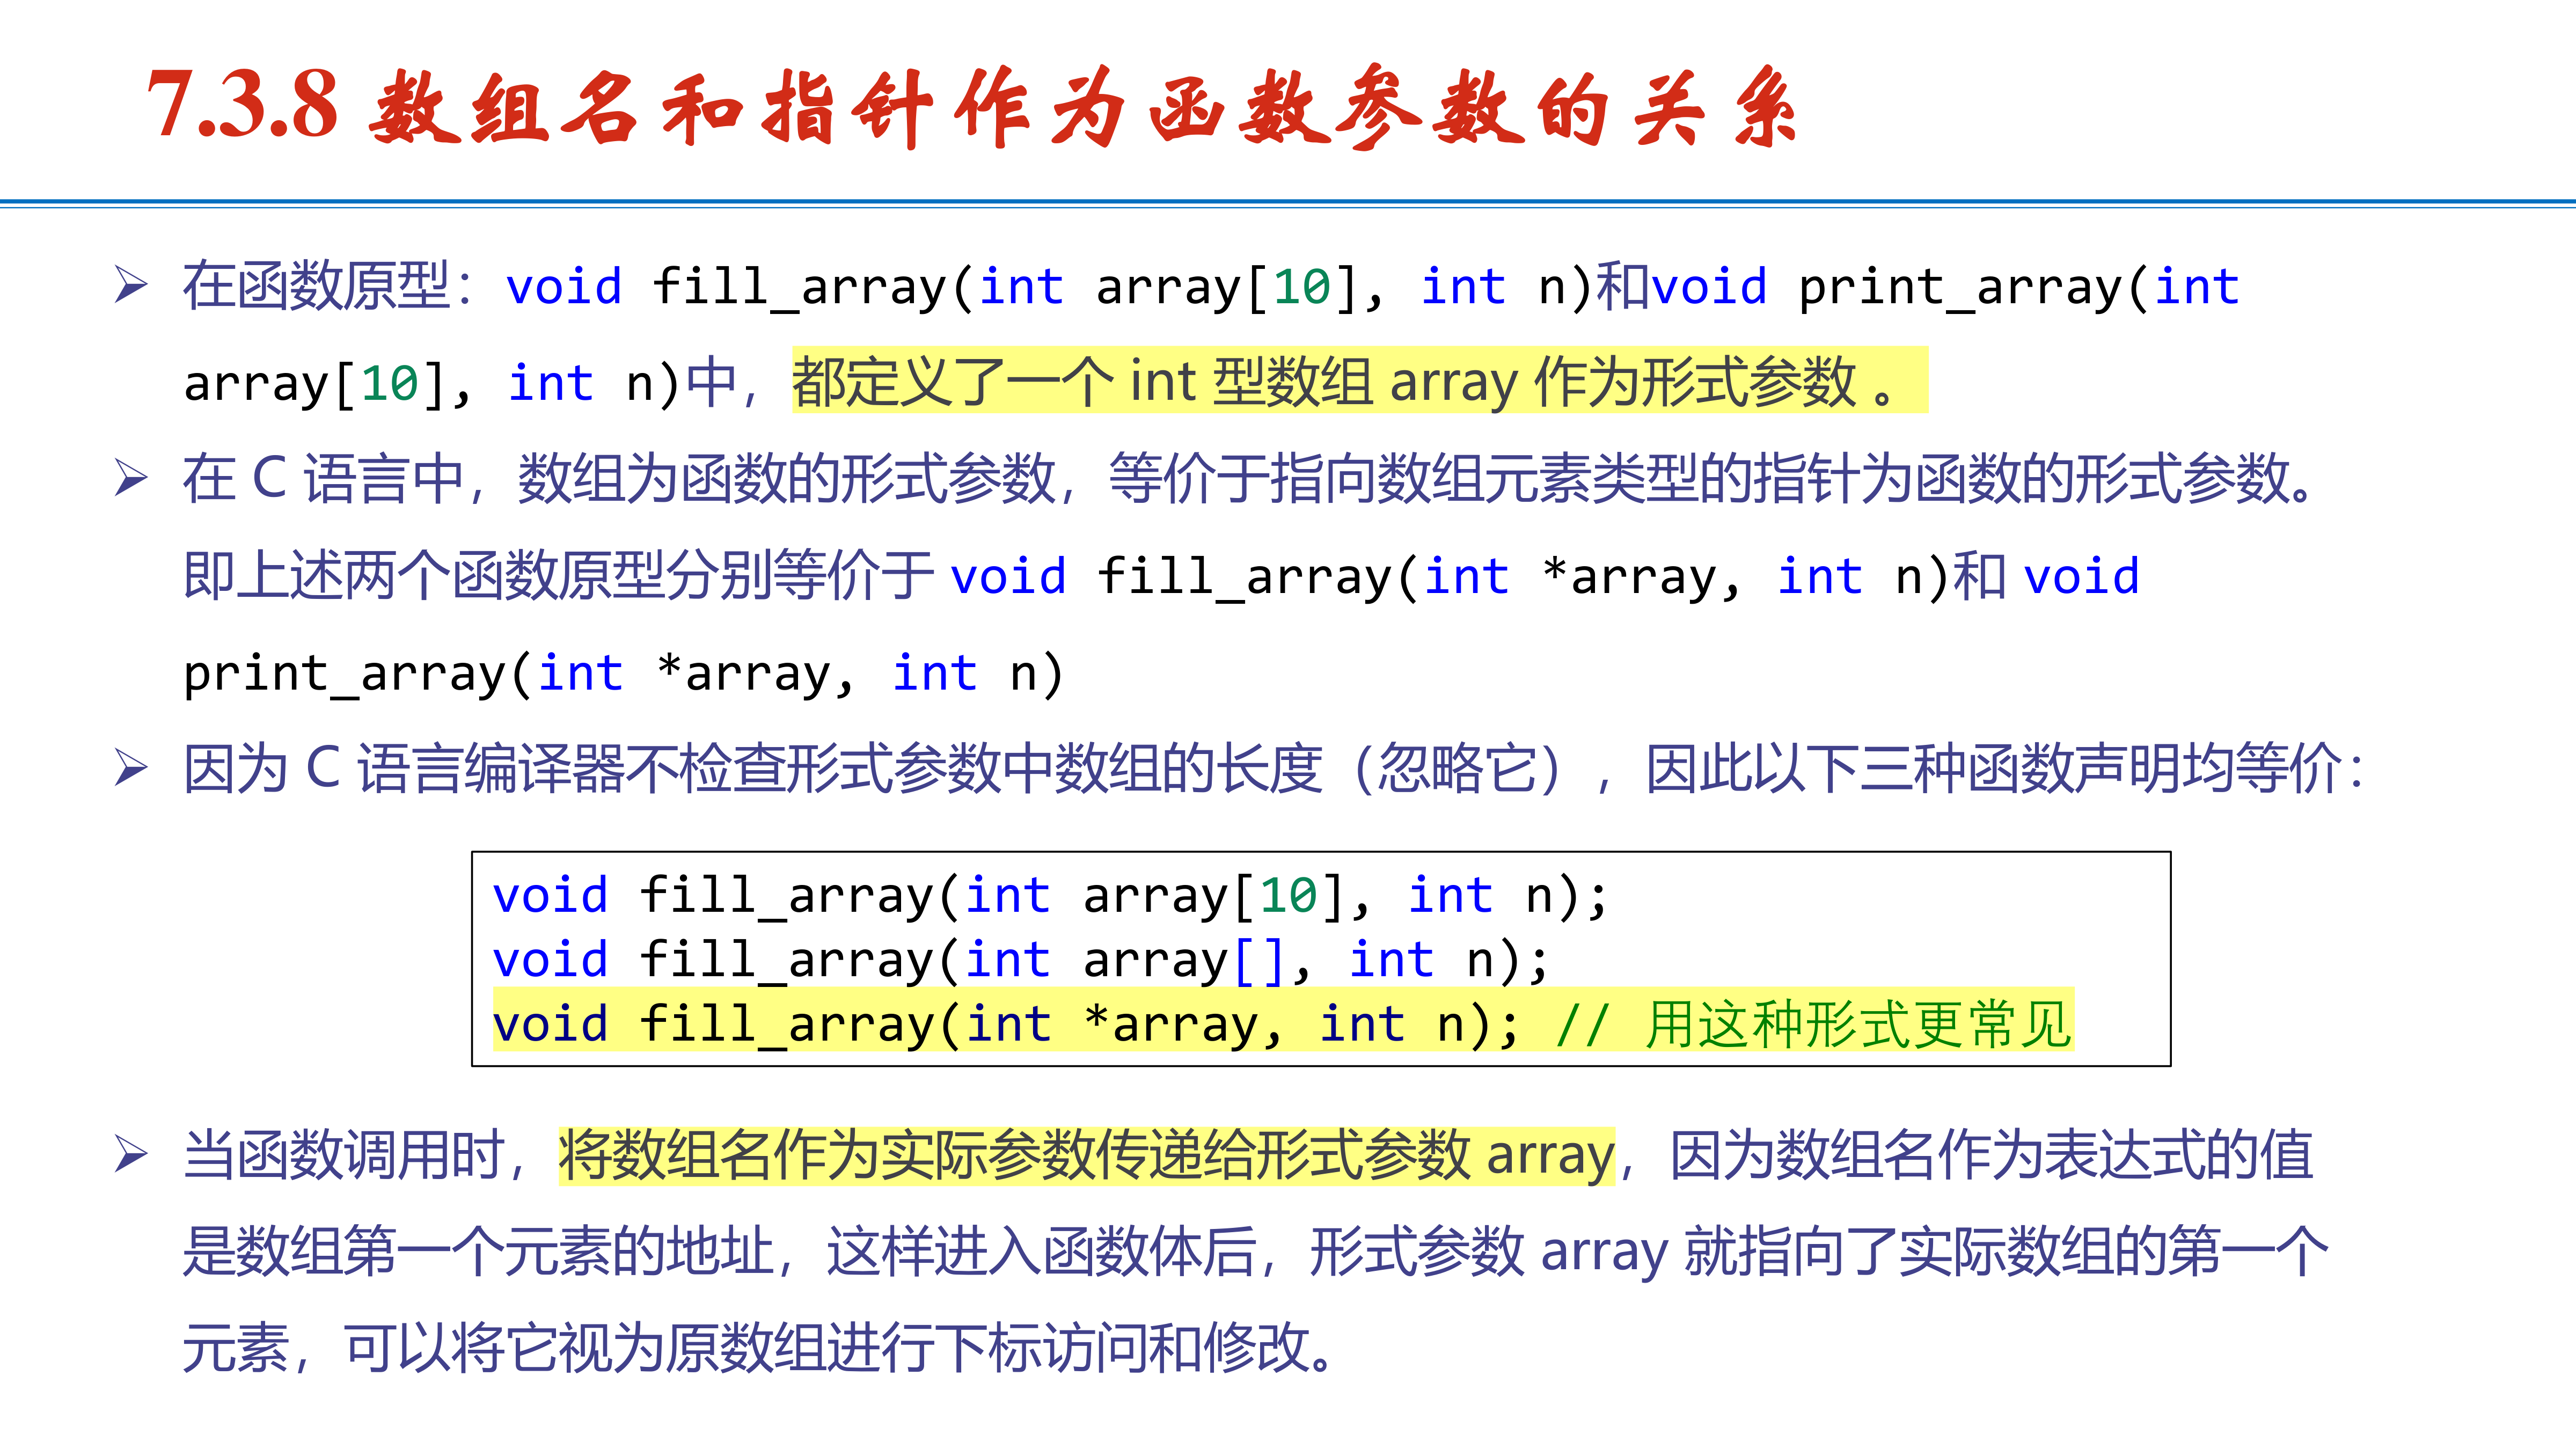 7.3.8 数组名和指针作为函数参数的关系
在函数原型：void fill_array(int array[10], int n)和void print_array(int
array[10], int n)中，都定义了一个 int 型数组 array 作为形式参数 。
在 C 语言中，数组为函数的形式参数，等价于指向数组元素类型的指针为函数的形式参数。
即上述两个函数原型分别等价于 void fill_array(int *array, int n)和 void
print_array(int *array, int n)
因为 C 语言编译器不检查形式参数中数组的长度（忽略它），因此以下三种函数声明均等价：
void fill_array(int array[10], int n);
void fill_array(int array[], int n);
void fill_array(int *array, int n); // 用这种形式更常见
当函数调用时，将数组名作为实际参数传递给形式参数 array，因为数组名作为表达式的值
是数组第一个元素的地址，这样进入函数体后，形式参数 array 就指向了实际数组的第一个
元素，可以将它视为原数组进行下标访问和修改。